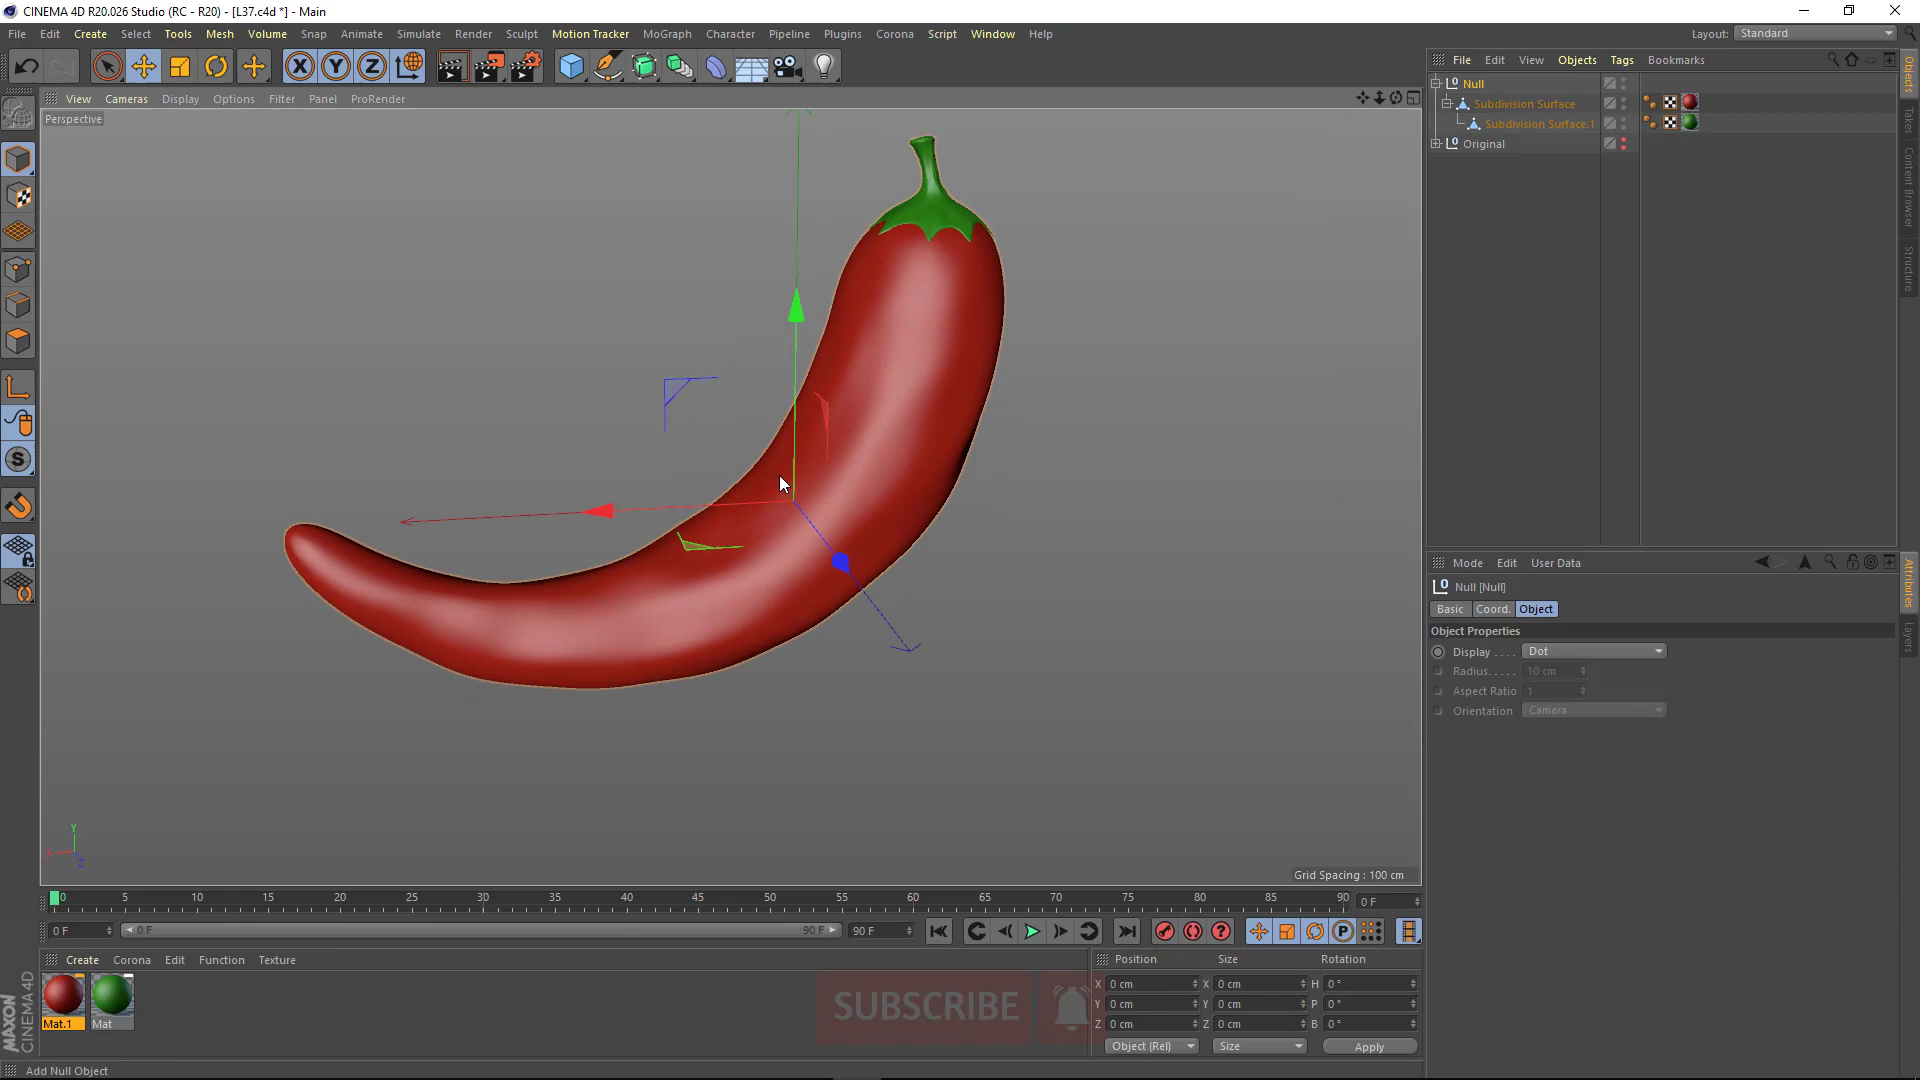 CINEMA 4D R20.026 Studio (RC - R20) - [L37.c4d *] - Main
File Edit Create Select Tools Mesh Volume Snap Animate Simulate Render Sculpt Motion Tracker MoGraph Character Pipeline Plugins Corona Script Window Help
Layout: Standard
X Y Z
File Edit View Objects Tags Bookmarks
View Cameras Display Options Filter Panel ProRender
Perspective
Null
Subdivision Surface
Subdivision Surface.1
Original
Objects
Takes
Content Browser
Structure
S
Mode Edit User Data
Null [Null]
Basic Coord. Object
Object Properties
Display . . . . Dot
Radius. . . . . 10 cm
Aspect Ratio 1
Orientation Camera
Attributes
Layers
Y
X
Z
Grid Spacing : 100 cm
0 5 10 15 20 25 30 35 40 45 50 55 60 65 70 75 80 85 90 0 F
0 F 0 F 90 F 90 F
P
Create Corona Edit Function Texture
Mat.1 Mat
SUBSCRIBE
Position Size Rotation
X 0 cm X 0 cm H 0 °
Y 0 cm Y 0 cm P 0 °
Z 0 cm Z 0 cm B 0 °
Object (Rel) Size Apply
MAXON
CINEMA 4D
Add Null Object